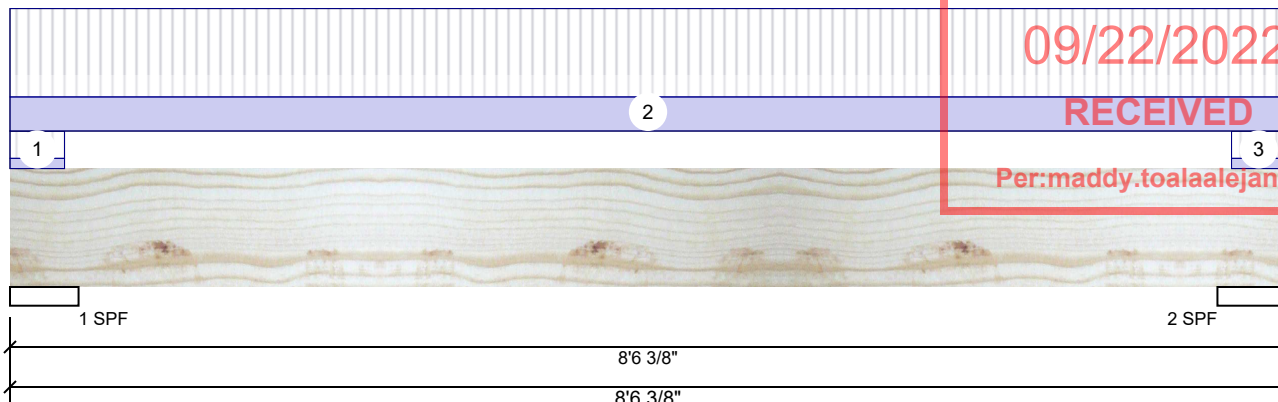 09/22/2022
2
RECEIVED
1
3
Per:maddy.toalaalejan
1 SPF
2 SPF
8'6 3/8"
8'6 3/8"